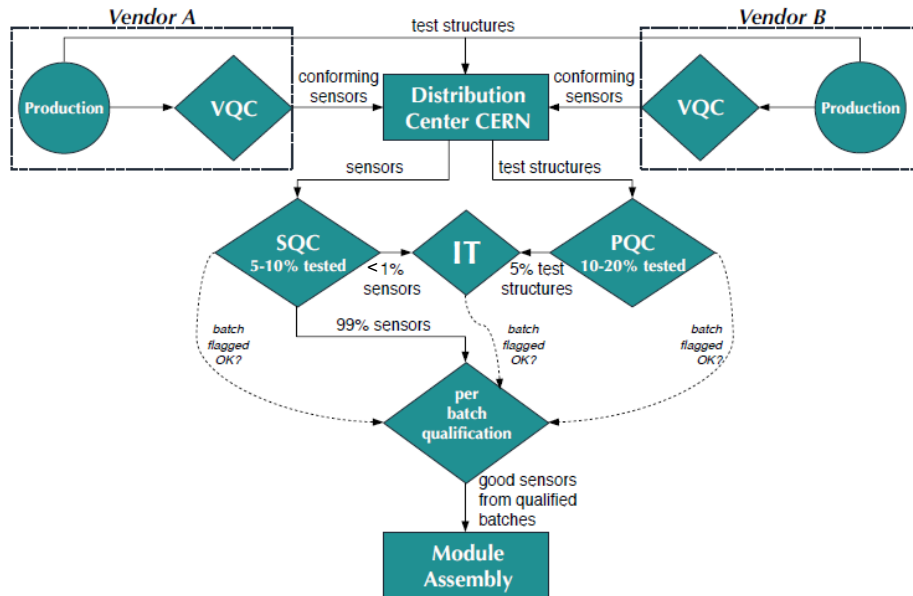 Vendor A
test structures
Vendor B
Production
VQC
conforming
sensors
Distribution
Center CERN
conforming
sensors
VQC
Production
sensors
test structures
SQC
5-10% tested
IT
PQC
10-20% tested
<1%
sensors
5% test
structures
99% sensors
batch
flagged
OK?
batch
flagged
OK?
batch
flagged
OK?
per
batch
qualification
good sensors
from qualified
batches
Module
Assembly